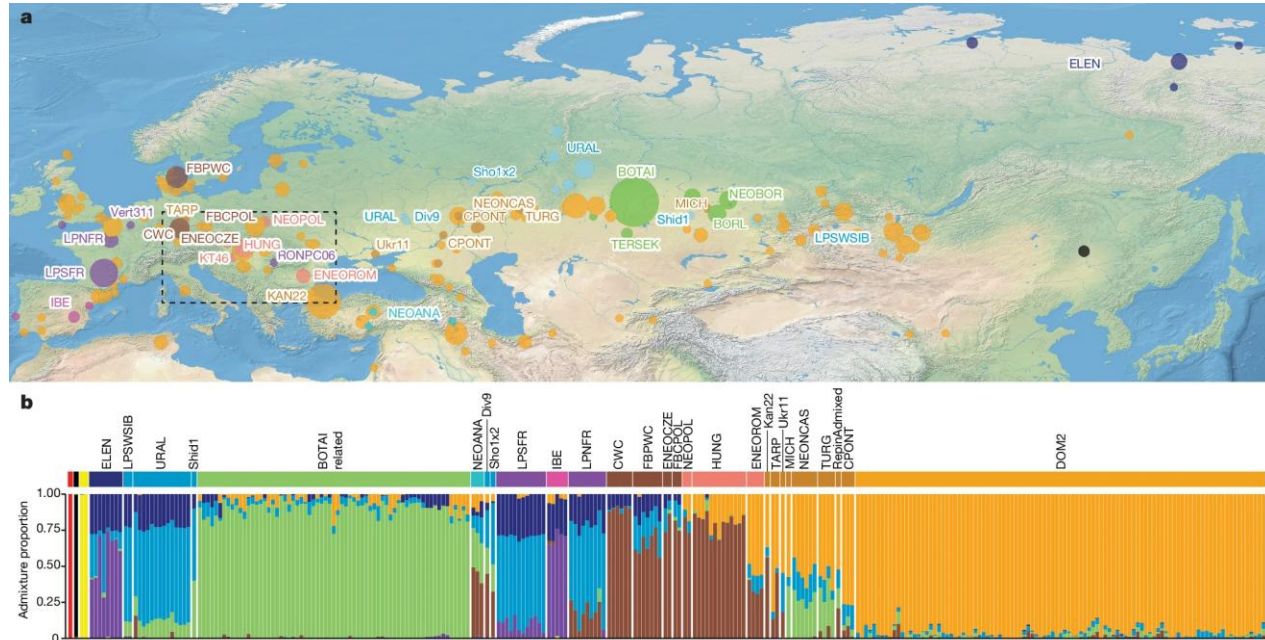 a
ELEN
FBPWC
URAL
Sho1x2
BOTAI
NEOBOR
Vert311
TARP
FBCPOL
NEOPOL
URAL
Div9
NEONCAS
CPONT
TURG
MICH
BORL
Shid1
LPNFR
CWC
ENEOCZE
HUNG
KT46
RONPC06
Ukr11
CPONT
TERSEK
LPSWSIB
LPSFR
ENEOROM
IBE
KAN22
NEOANA
b
ELEN
LPSWSIB
URAL
Shid1
BOTAI
related
NEOANA
Div9
Sho1x2
LPSFR
IBE
LPNFR
CWC
FBPWC
ENEOCZE
FBCPOL
NEOPOL
HUNG
ENEOROM
Kan22
TARP
Ukr11
MICH
NEONCAS
TURG
RepinAdmixed
CPONT
DOM2
Admixture proportion
1.00
0.75
0.50
0.25
0